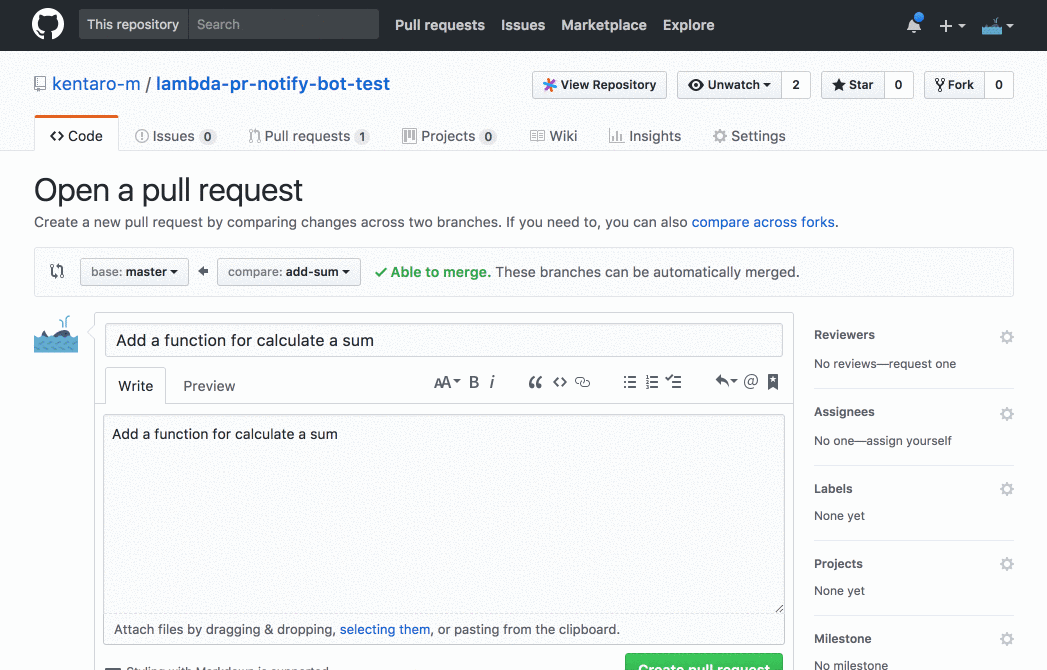 This repository Search Pull requests Issues Marketplace Explore
kentaro-m / lambda-pr-notify-bot-test View Repository Unwatch 2 Star 0 Fork 0
Code Issues 0 Pull requests 1 Projects 0 Wiki Insights Settings
Open a pull request
Create a new pull request by comparing changes across two branches. If you need to, you can also compare across forks.
base: master compare: add-sum Able to merge. These branches can be automatically merged.
Add a function for calculate a sum
Write Preview AA B i @
Add a function for calculate a sum
Attach files by dragging & dropping, selecting them, or pasting from the clipboard.
Styling with Markdown is supported Create pull request
Reviewers
No reviews—request one
Assignees
No one—assign yourself
Labels
None yet
Projects
None yet
Milestone
No milestone